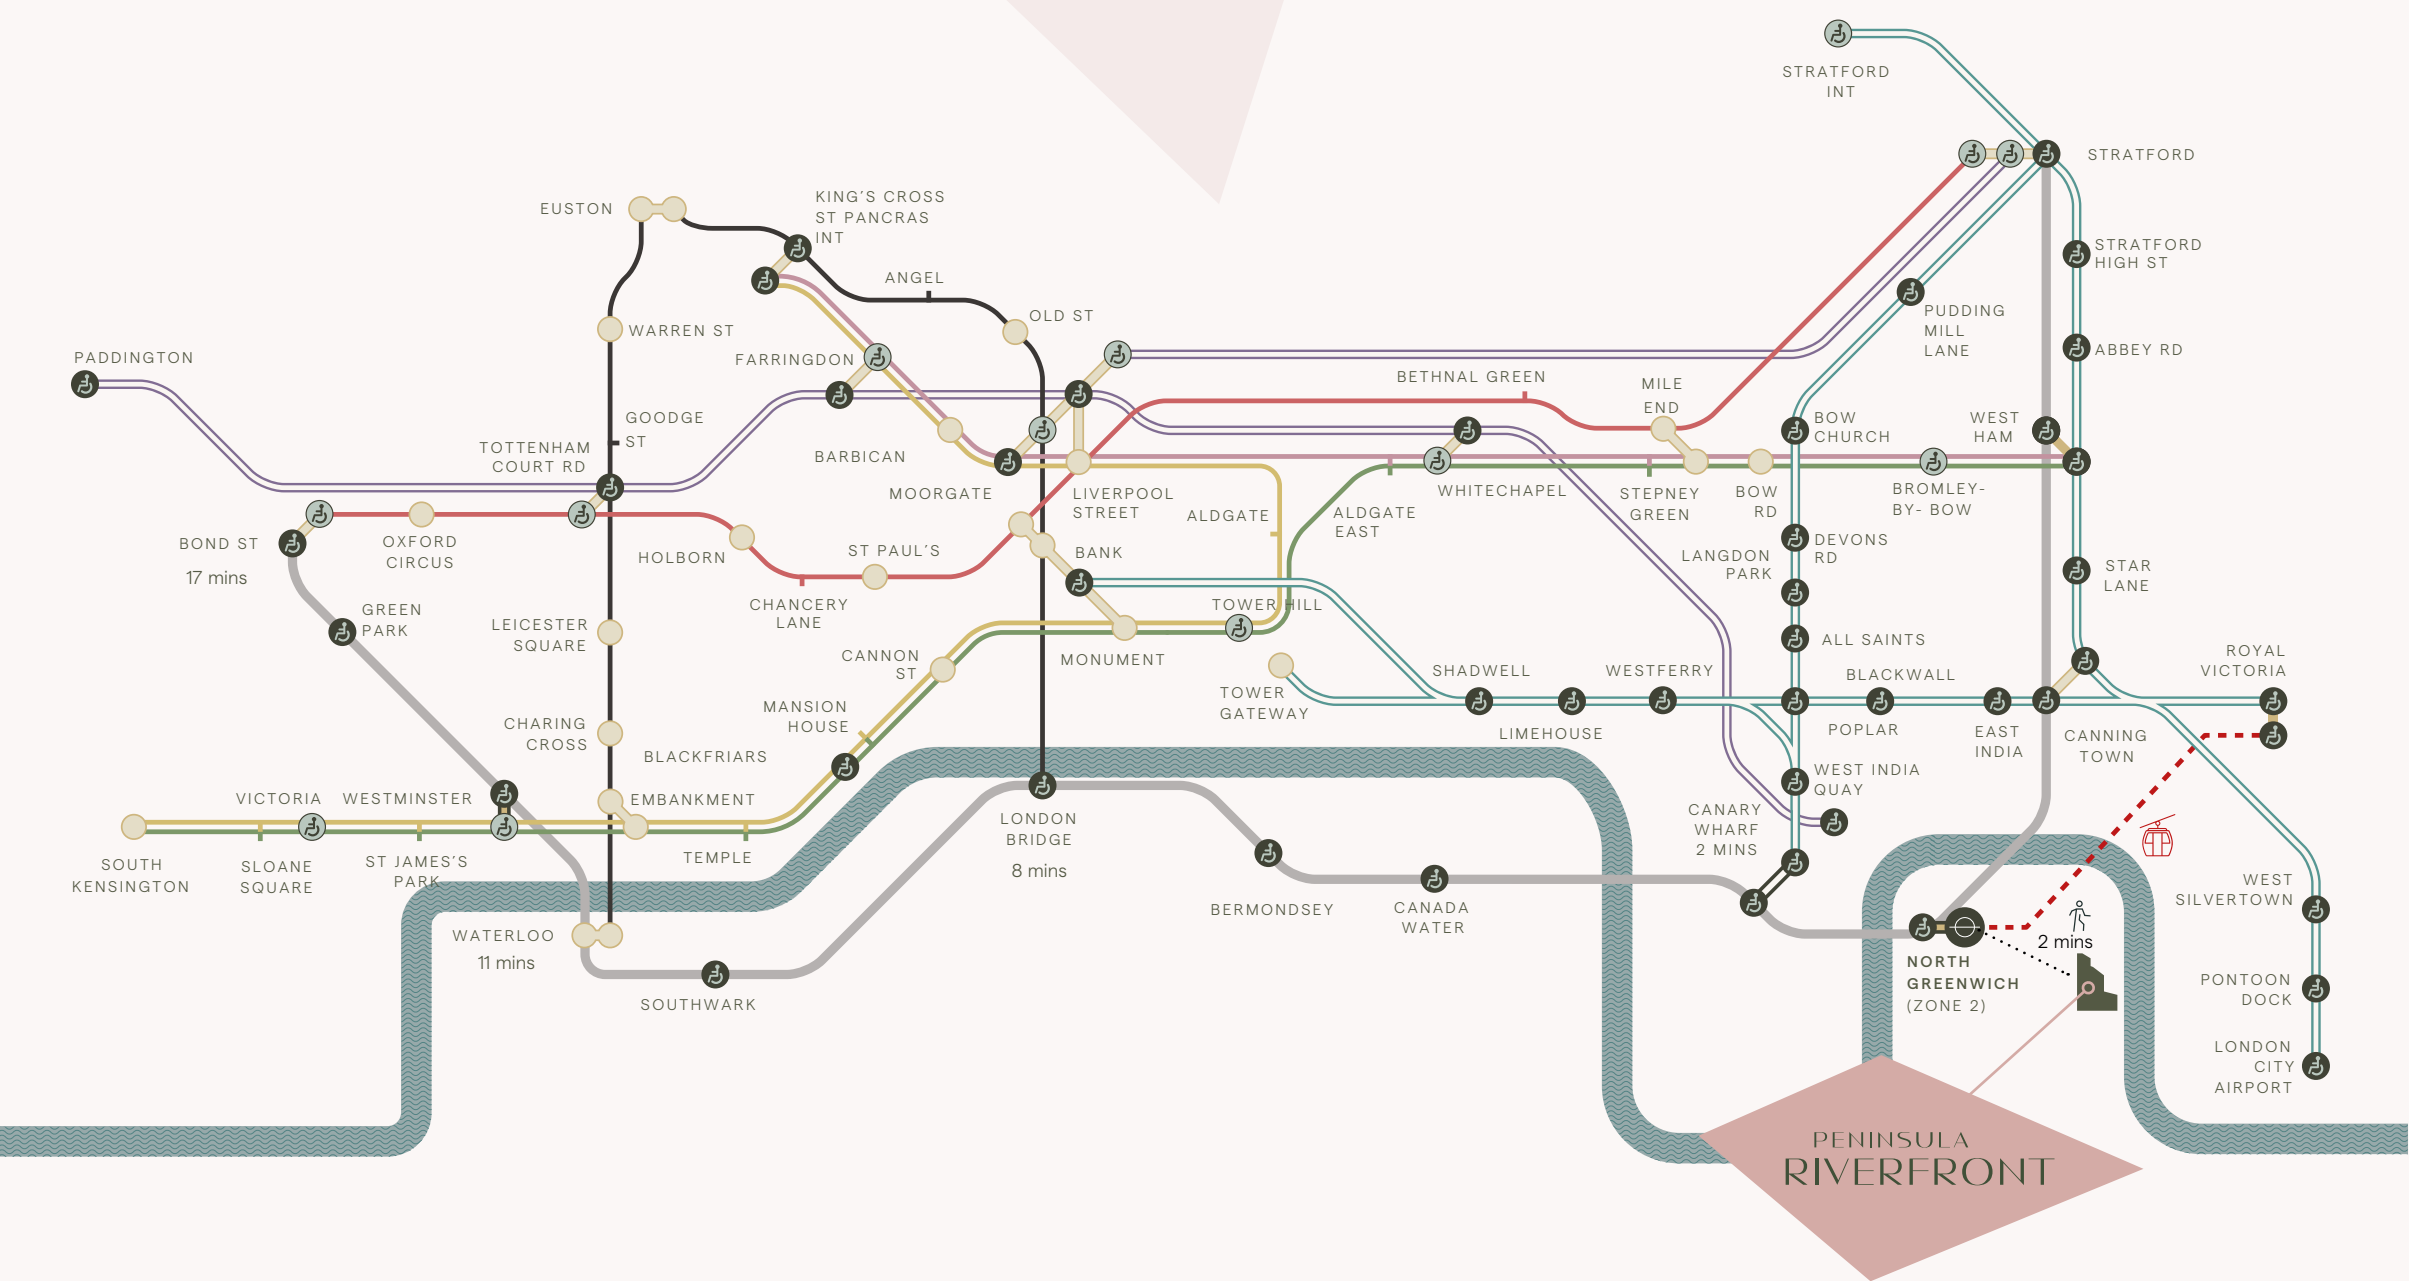 STRATFORD
INT
STRATFORD
EUSTON
KING'S CROSS
ST PANCRAS
INT
STRATFORD
HIGH ST
ANGEL
OLD ST
PUDDING
MILL
LANE
WARREN ST
PADDINGTON
FARRINGDON
ABBEY RD
BETHNAL GREEN
MILE
END
GOODGE
ST
BOW
CHURCH
WEST
HAM
TOTTENHAM
COURT RD
BARBICAN
MOORGATE
LIVERPOOL
STREET
WHITECHAPEL
STEPNEY
GREEN
BOW
RD
BROMLEY-
BY- BOW
ALDGATE
ALDGATE
EAST
BOND ST
17 mins
OXFORD
CIRCUS
HOLBORN
ST PAUL'S
BANK
LANGDON
PARK
DEVONS
RD
STAR
LANE
GREEN
PARK
CHANCERY
LANE
TOWER HILL
LEICESTER
SQUARE
CANNON
ST
MONUMENT
ALL SAINTS
ROYAL
VICTORIA
SHADWELL
WESTFERRY
BLACKWALL
TOWER
GATEWAY
MANSION
HOUSE
CHARING
CROSS
LIMEHOUSE
POPLAR
EAST
INDIA
CANNING
TOWN
BLACKFRIARS
WEST INDIA
QUAY
VICTORIA
WESTMINSTER
EMBANKMENT
CANARY
WHARF
2 MINS
LONDON
BRIDGE
8 mins
SOUTH
KENSINGTON
SLOANE
SQUARE
ST JAMES'S
PARK
TEMPLE
BERMONDSEY
CANADA
WATER
WEST
SILVERTOWN
WATERLOO
11 mins
2 mins
NORTH
GREENWICH
(ZONE 2)
SOUTHWARK
PONTOON
DOCK
LONDON
CITY
AIRPORT
PENINSULA
RIVERFRONT